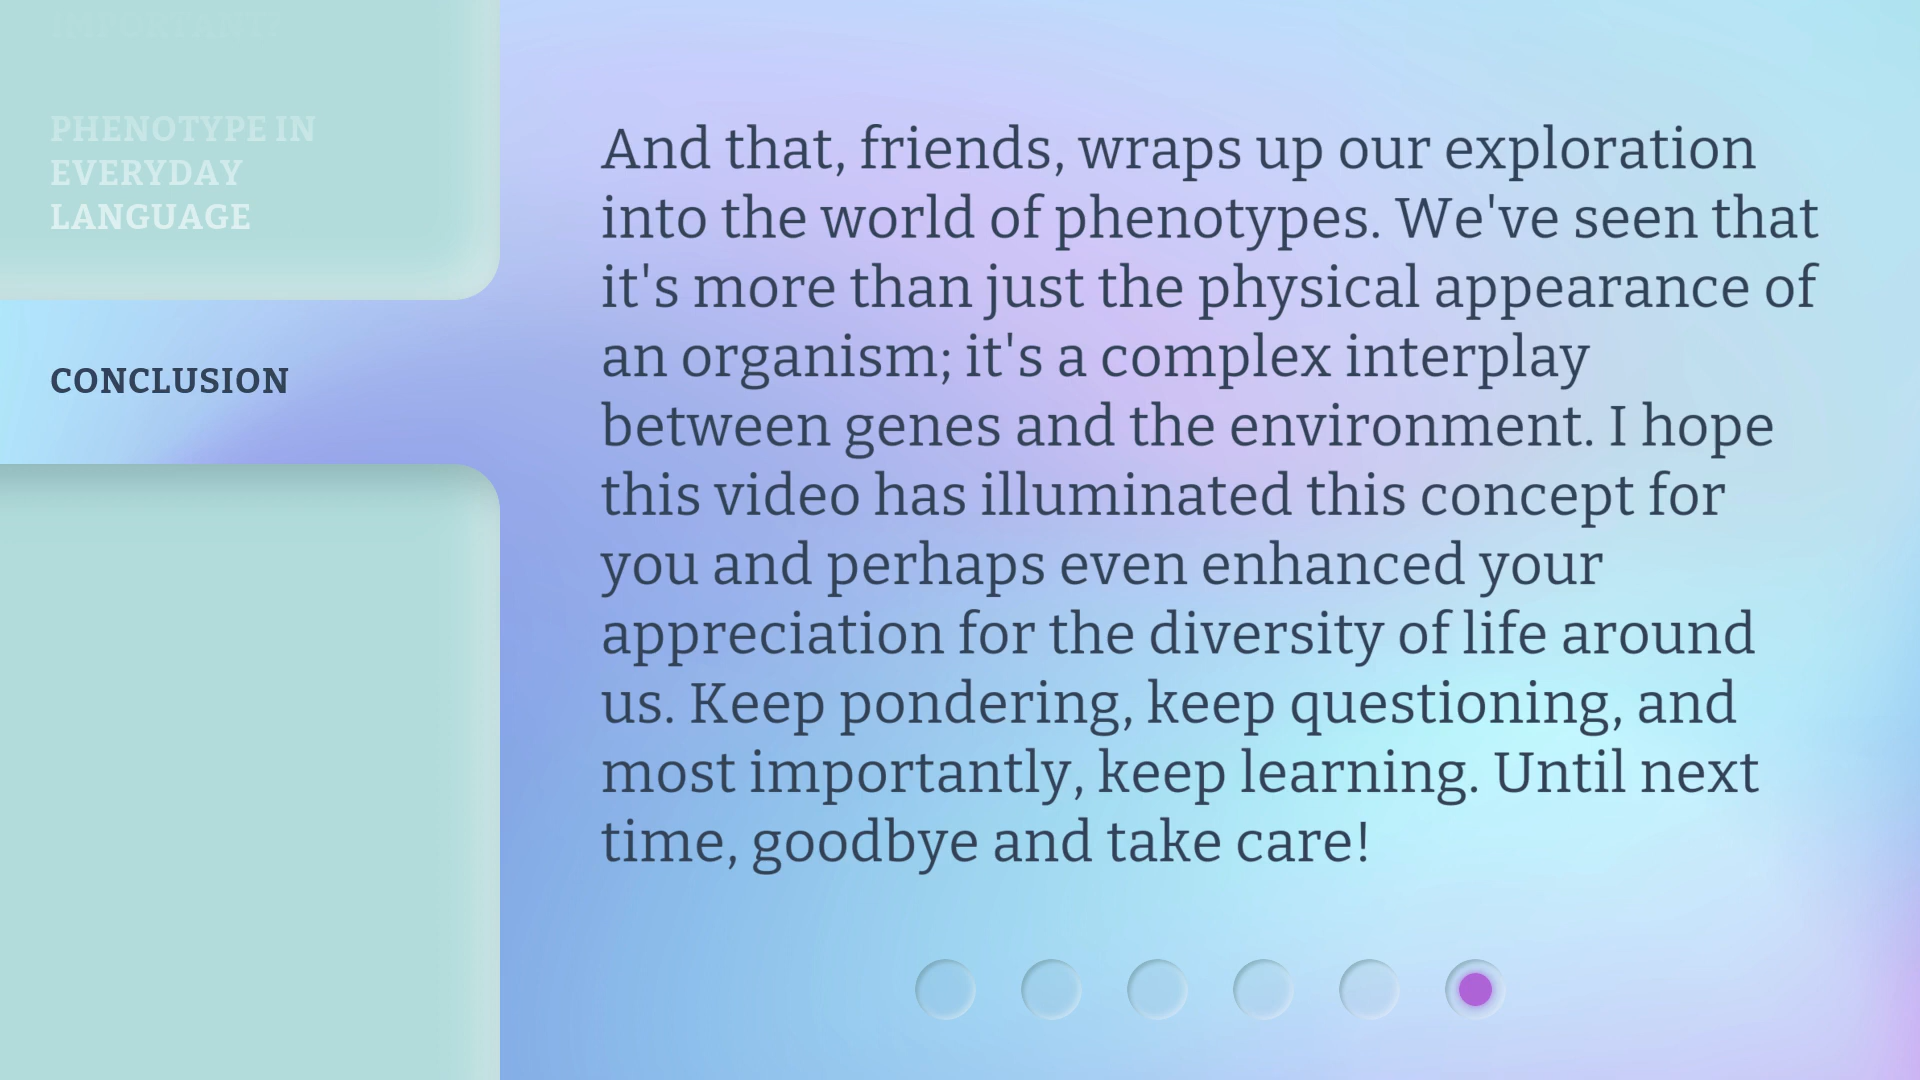 IMPORTANT?
PHENOTYPE IN
EVERYDAY
LANGUAGE
CONCLUSION
And that, friends, wraps up our exploration
into the world of phenotypes. We've seen that
it's more than just the physical appearance of
an organism; it's a complex interplay
between genes and the environment. I hope
this video has illuminated this concept for
you and perhaps even enhanced your
appreciation for the diversity of life around
us. Keep pondering, keep questioning, and
most importantly, keep learning. Until next
time, goodbye and take care!